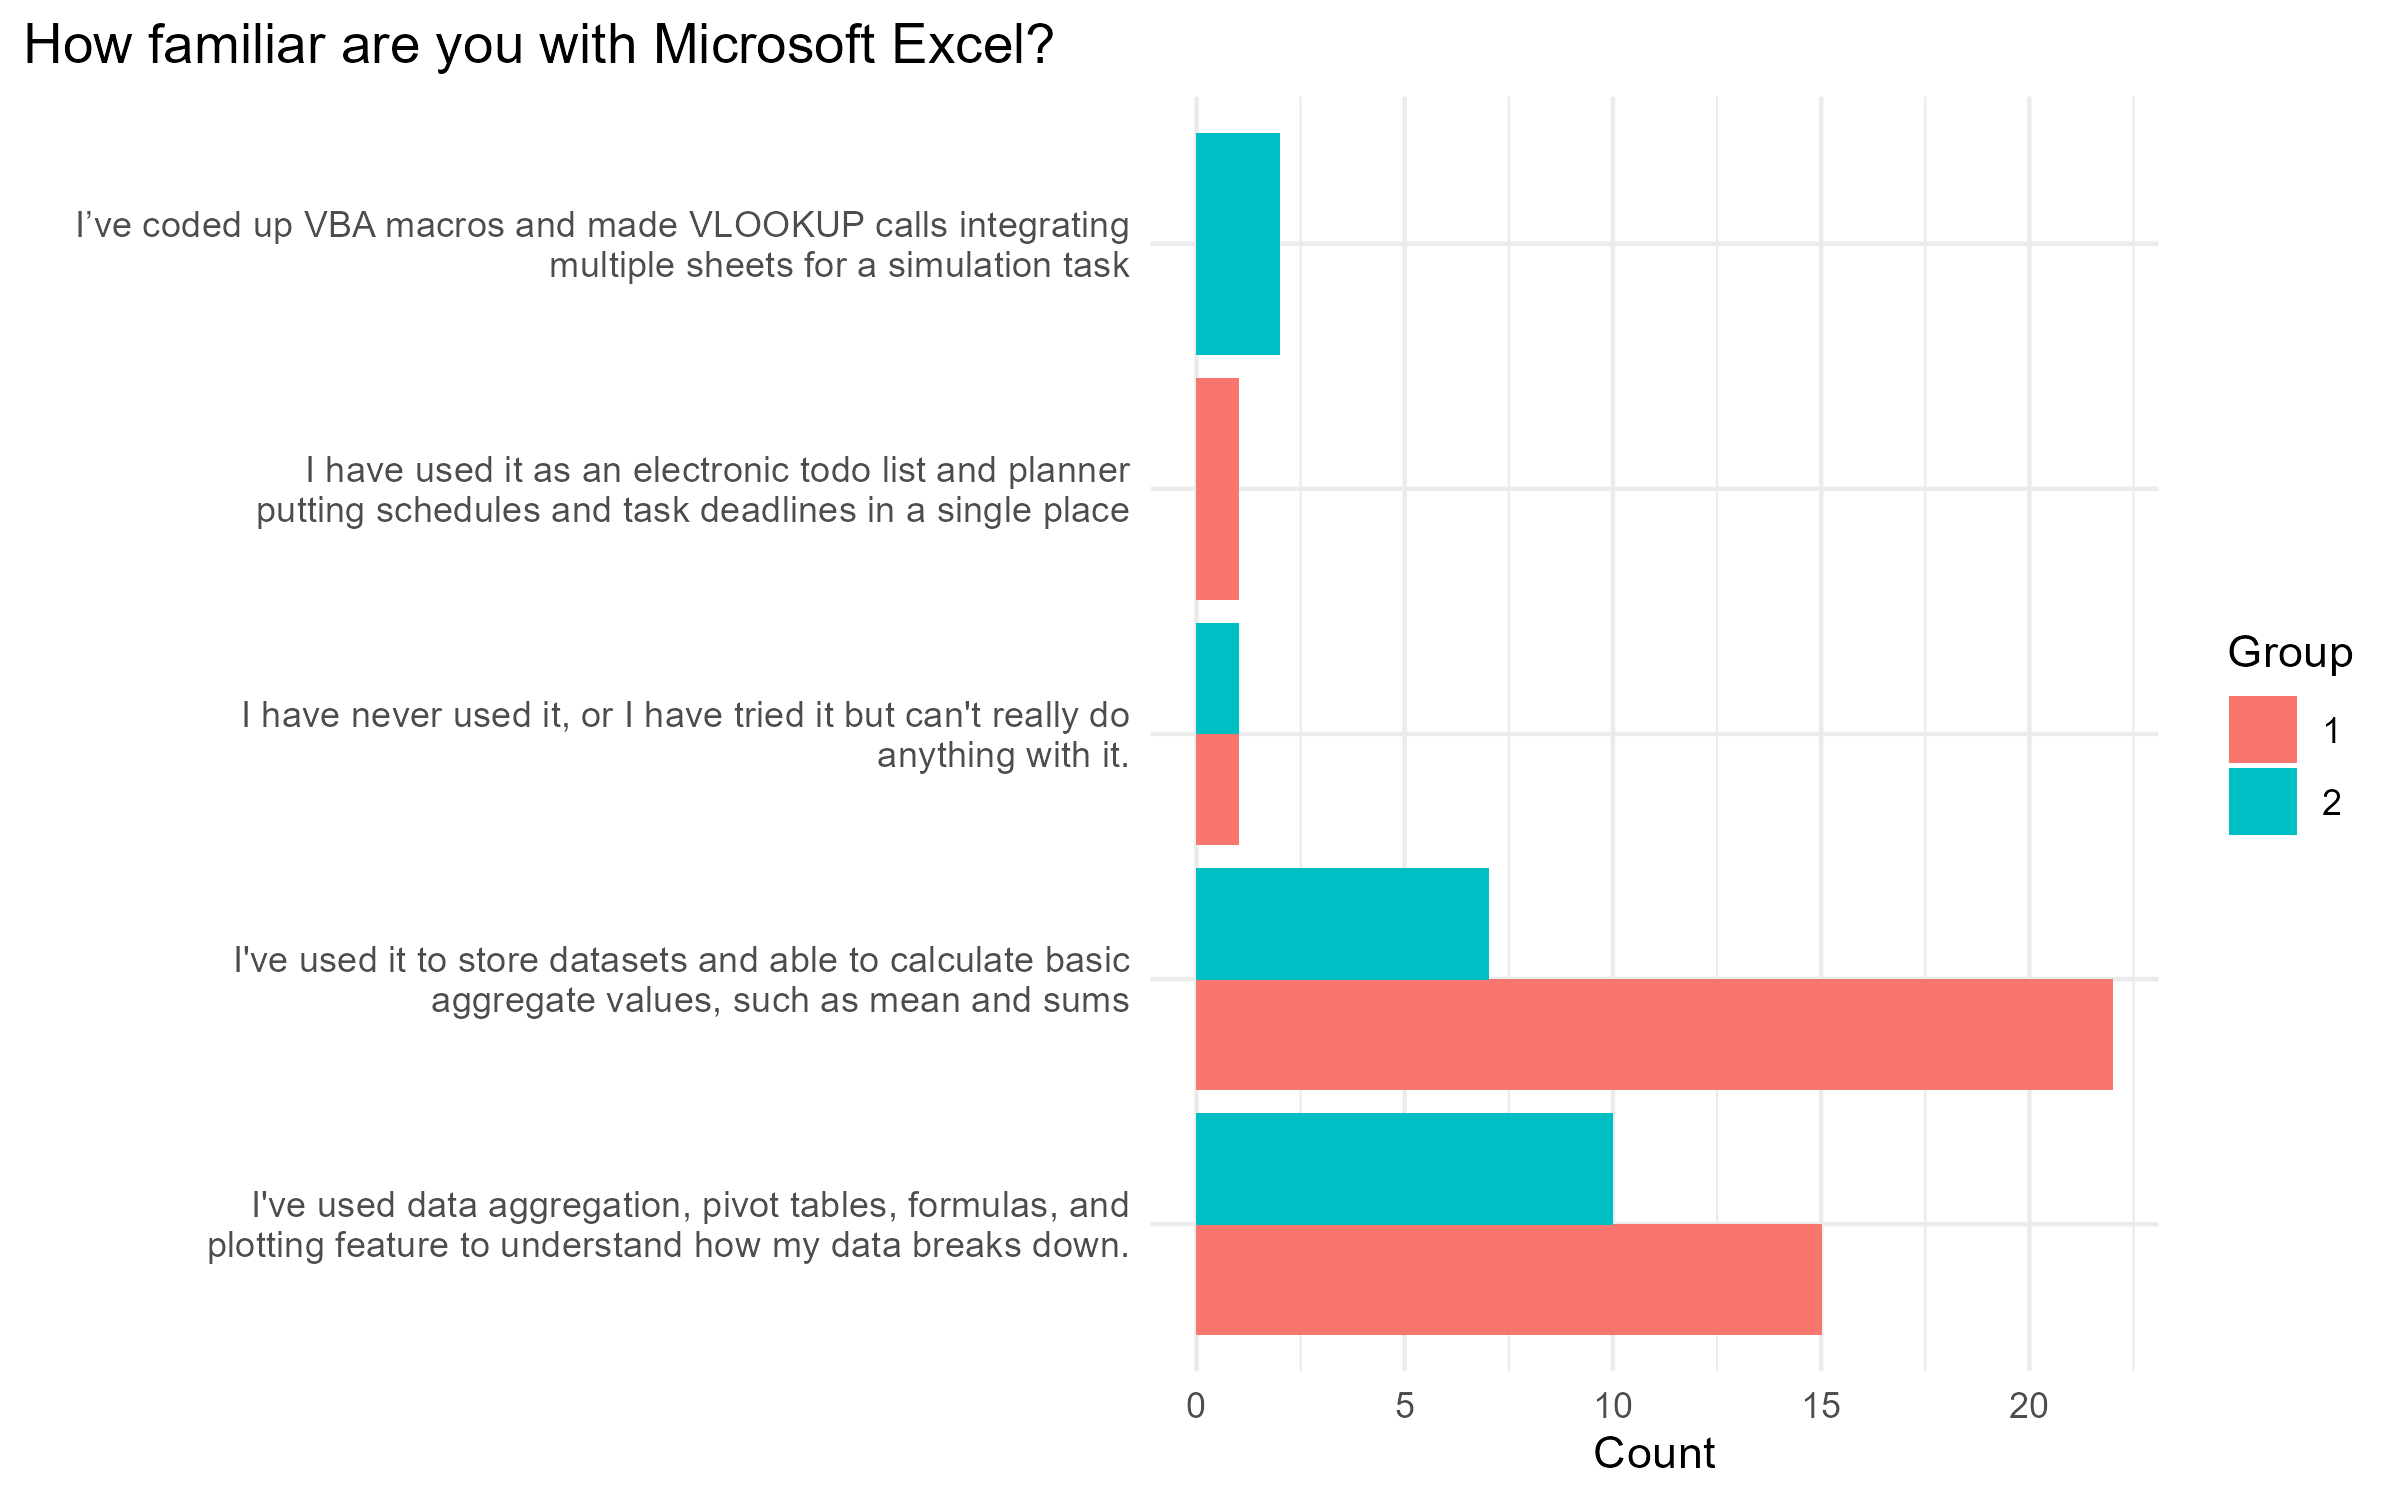 How familiar are you with Microsoft Excel?
I’ve coded up VBA macros and made VLOOKUP calls integrating
multiple sheets for a simulation task
I have used it as an electronic todo list and planner
putting schedules and task deadlines in a single place
I have never used it, or I have tried it but can't really do
anything with it.
I've used it to store datasets and able to calculate basic
aggregate values, such as mean and sums
I've used data aggregation, pivot tables, formulas, and
plotting feature to understand how my data breaks down.
0 5 10 15 20
Count
Group
1
2